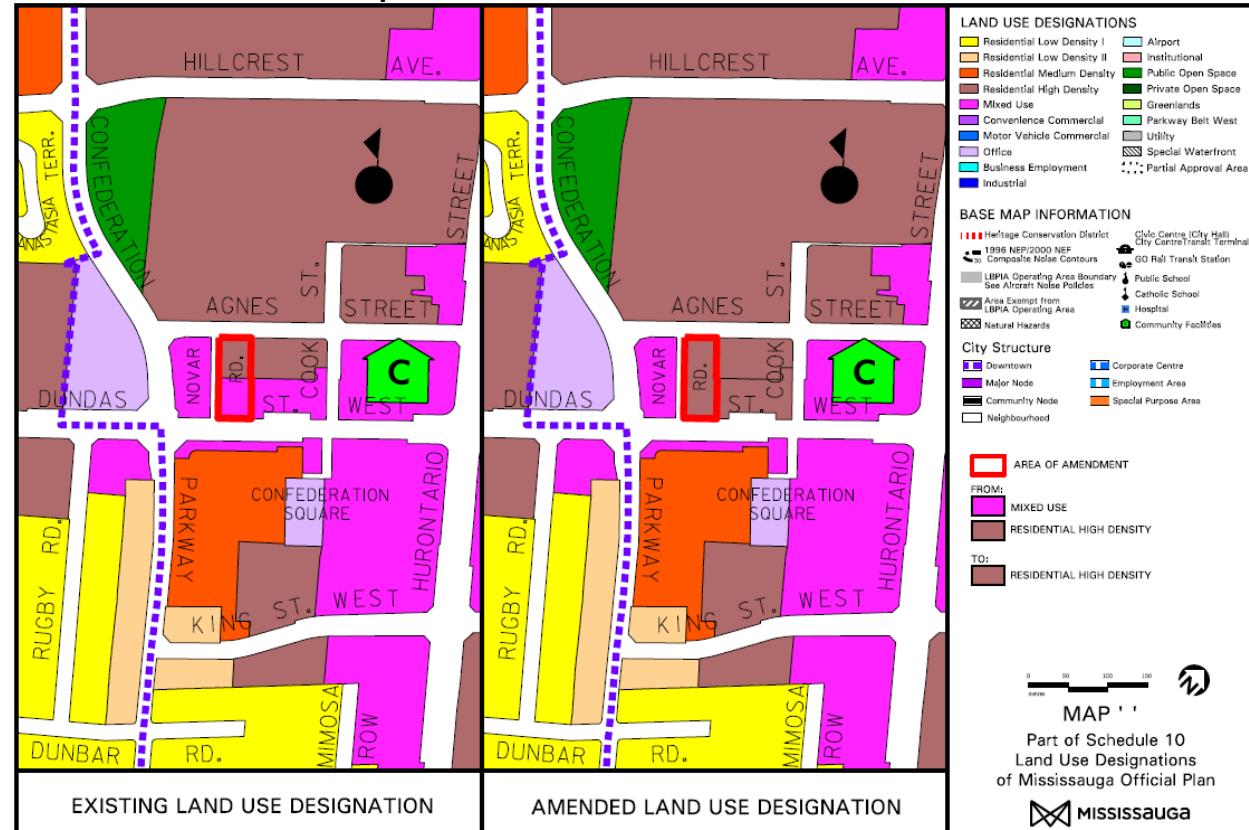 HILLCREST AVE.
CONFEDERATION
ANASTASIA TERR.
STREET
AGNES ST. STREET
NOVAR RD. COOK
C
DUNDAS ST. WEST
CONFEDERATION
SQUARE
PARKWAY
HURONTARIO
RUGBY RD.
KING ST. WEST
MIMOSA ROW
DUNBAR RD.
EXISTING LAND USE DESIGNATION
HILLCREST AVE.
CONFEDERATION
ANASTASIA TERR.
STREET
AGNES ST. STREET
NOVAR RD. COOK
C
DUNDAS ST. WEST
CONFEDERATION
SQUARE
PARKWAY
HURONTARIO
RUGBY RD.
KING ST. WEST
MIMOSA ROW
DUNBAR RD.
AMENDED LAND USE DESIGNATION
LAND USE DESIGNATIONS
Residential Low Density I
Residential Low Density II
Residential Medium Density
Residential High Density
Mixed Use
Convenience Commercial
Motor Vehicle Commercial
Office
Business Employment
Industrial
Airport
Institutional
Public Open Space
Private Open Space
Greenlands
Parkway Belt West
Utility
Special Waterfront
Partial Approval Area
BASE MAP INFORMATION
Heritage Conservation District
1996 NEP/2000 NEF
Composite Noise Contours
LBPIA Operating Area Boundary
See Aircraft Noise Policies
Area Exempt from
LBPIA Operating Area
Natural Hazards
Civic Centre (City Hall)
City Centre Transit Terminal
GO Rail Transit Station
Public School
Catholic School
Hospital
Community Facilities
City Structure
Downtown
Major Node
Community Node
Neighbourhood
Corporate Centre
Employment Area
Special Purpose Area
AREA OF AMENDMENT
FROM:
MIXED USE
RESIDENTIAL HIGH DENSITY
TO:
RESIDENTIAL HIGH DENSITY
0 50 100 150
metres
MAP ' '
Part of Schedule 10
Land Use Designations
of Mississauga Official Plan
MISSISSAUGA